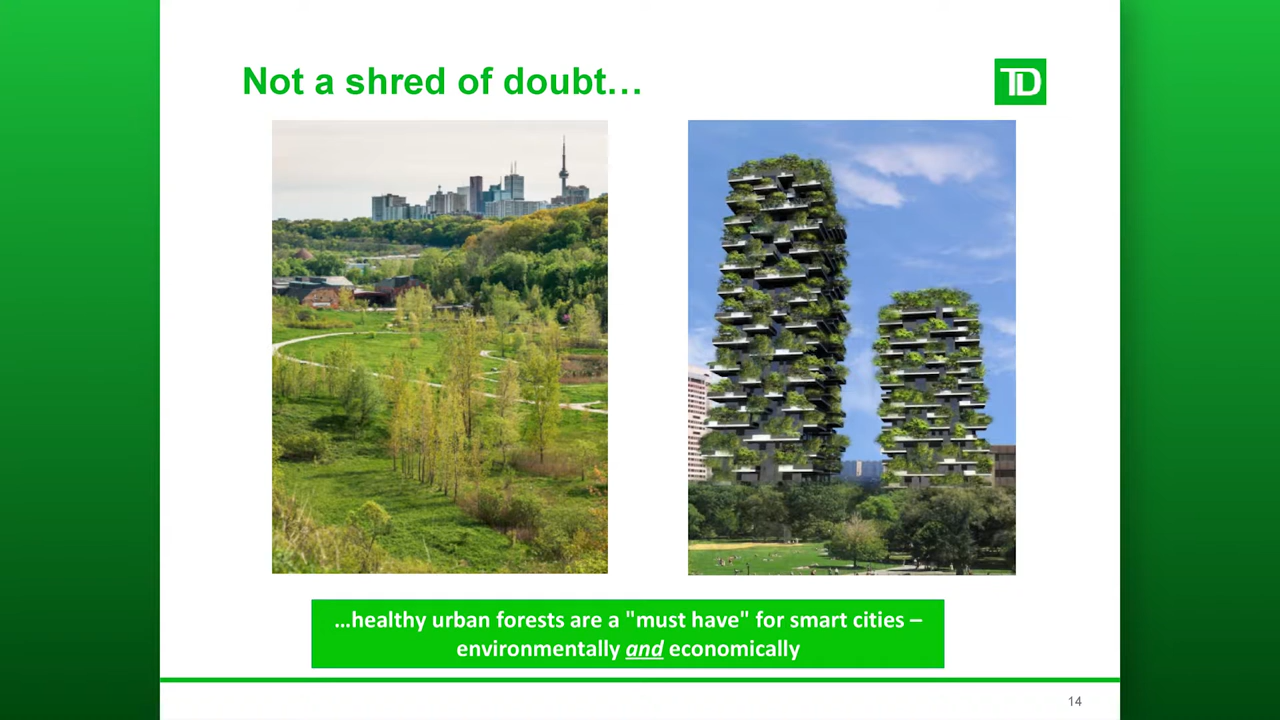 Not a shred of doubt…
TD
…healthy urban forests are a "must have" for smart cities –
environmentally and economically
14